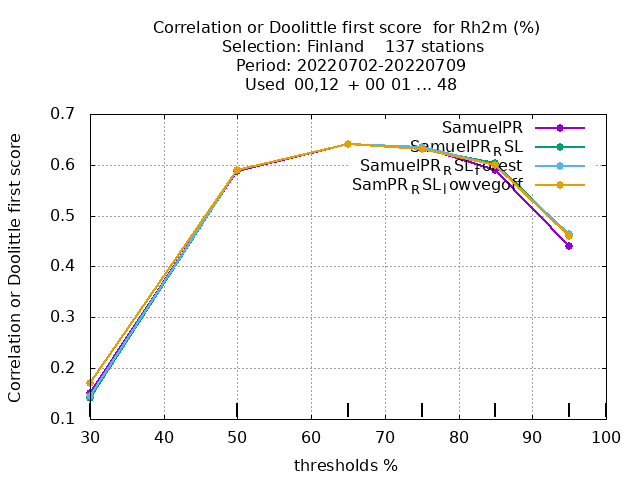 Correlation or Doolittle first score  for Rh2m (%)
Selection: Finland    137 stations
Period: 20220702-20220709
Used  00,12  + 00 01 ... 48
Correlation or Doolittle first score
0.7
0.6
0.5
0.4
0.3
0.2
0.1
SamuelPR
SamuelPR_RSL
SamuelPR_RSL_test
SamPR_RSL_lowvegoff
30 40 50 60 70 80 90 100
thresholds %